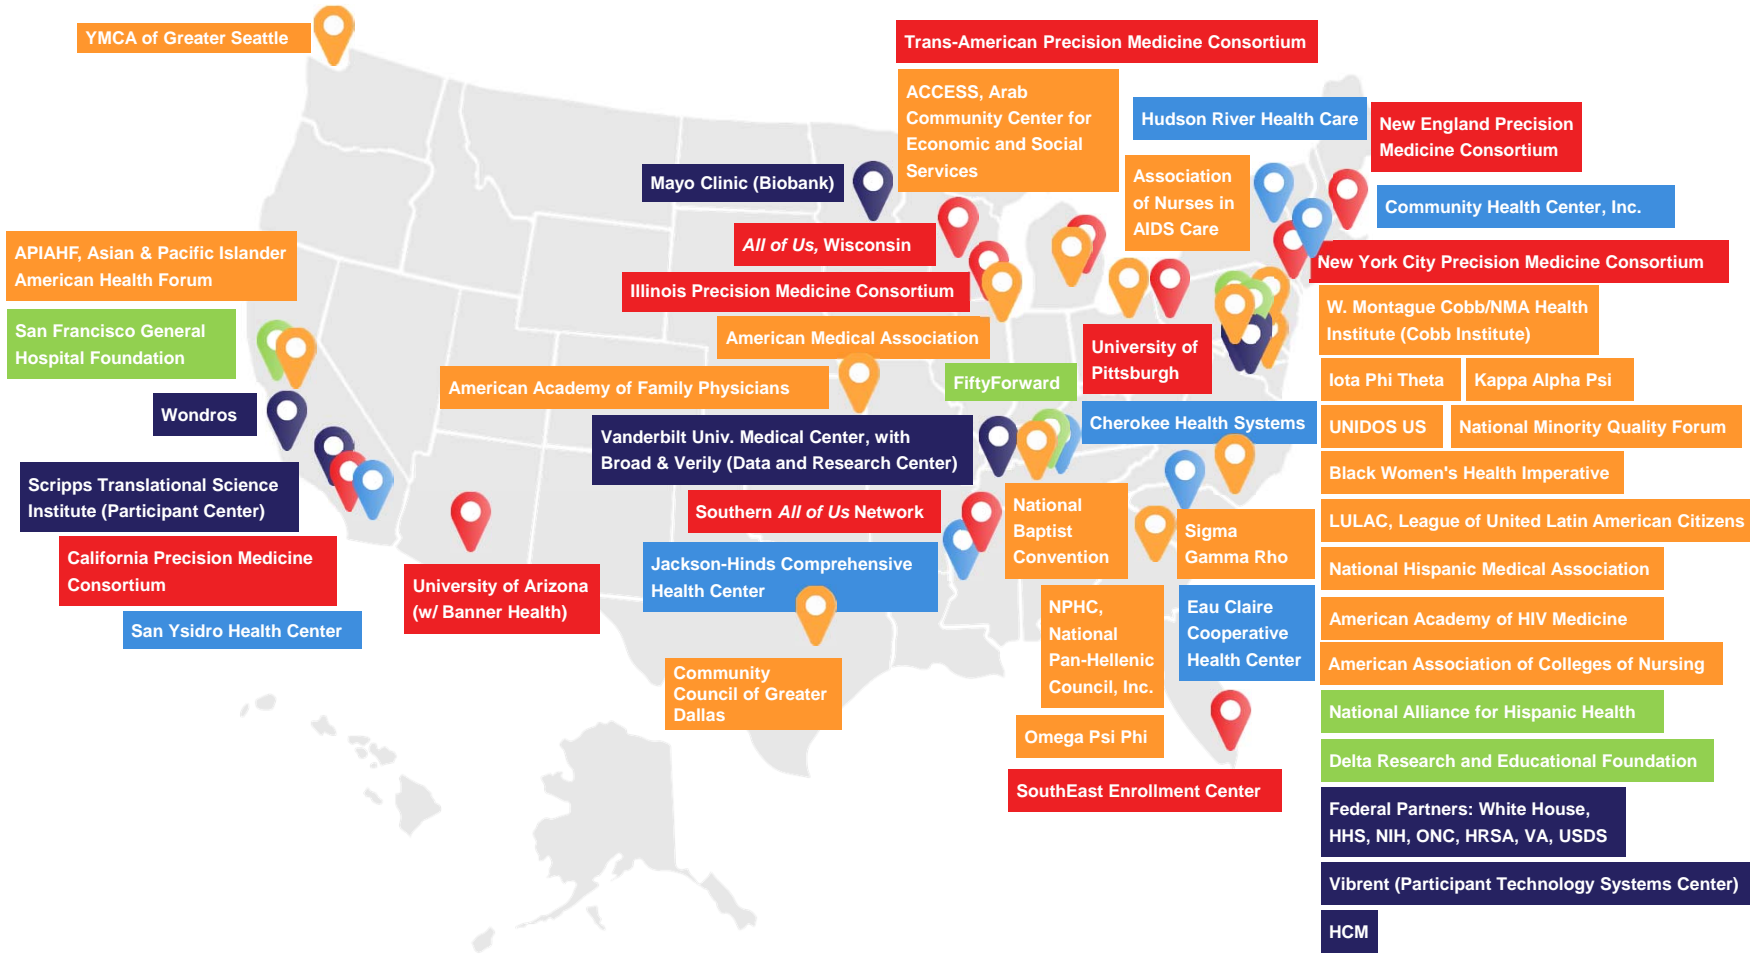 YMCA of Greater Seattle
Trans-American Precision Medicine Consortium
ACCESS, Arab
Community Center for
Economic and Social
Services
Hudson River Health Care
New England Precision
Medicine Consortium
Mayo Clinic (Biobank)
Association
of Nurses in
AIDS Care
Community Health Center, Inc.
All of Us, Wisconsin
APIAHF, Asian & Pacific Islander
American Health Forum
New York City Precision Medicine Consortium
Illinois Precision Medicine Consortium
W. Montague Cobb/NMA Health
Institute (Cobb Institute)
San Francisco General
Hospital Foundation
American Medical Association
University of
Pittsburgh
American Academy of Family Physicians
FiftyForward
Iota Phi Theta
Kappa Alpha Psi
Wondros
Cherokee Health Systems
UNIDOS US
National Minority Quality Forum
Vanderbilt Univ. Medical Center, with
Broad & Verily (Data and Research Center)
Black Women's Health Imperative
Scripps Translational Science
Institute (Participant Center)
Southern All of Us Network
National
Baptist
Convention
Sigma
Gamma Rho
LULAC, League of United Latin American Citizens
California Precision Medicine
Consortium
Jackson-Hinds Comprehensive
Health Center
National Hispanic Medical Association
University of Arizona
(w/ Banner Health)
NPHC,
National
Pan-Hellenic
Council, Inc.
Eau Claire
Cooperative
Health Center
American Academy of HIV Medicine
San Ysidro Health Center
American Association of Colleges of Nursing
Community
Council of Greater
Dallas
National Alliance for Hispanic Health
Omega Psi Phi
Delta Research and Educational Foundation
SouthEast Enrollment Center
Federal Partners: White House,
HHS, NIH, ONC, HRSA, VA, USDS
Vibrent (Participant Technology Systems Center)
HCM